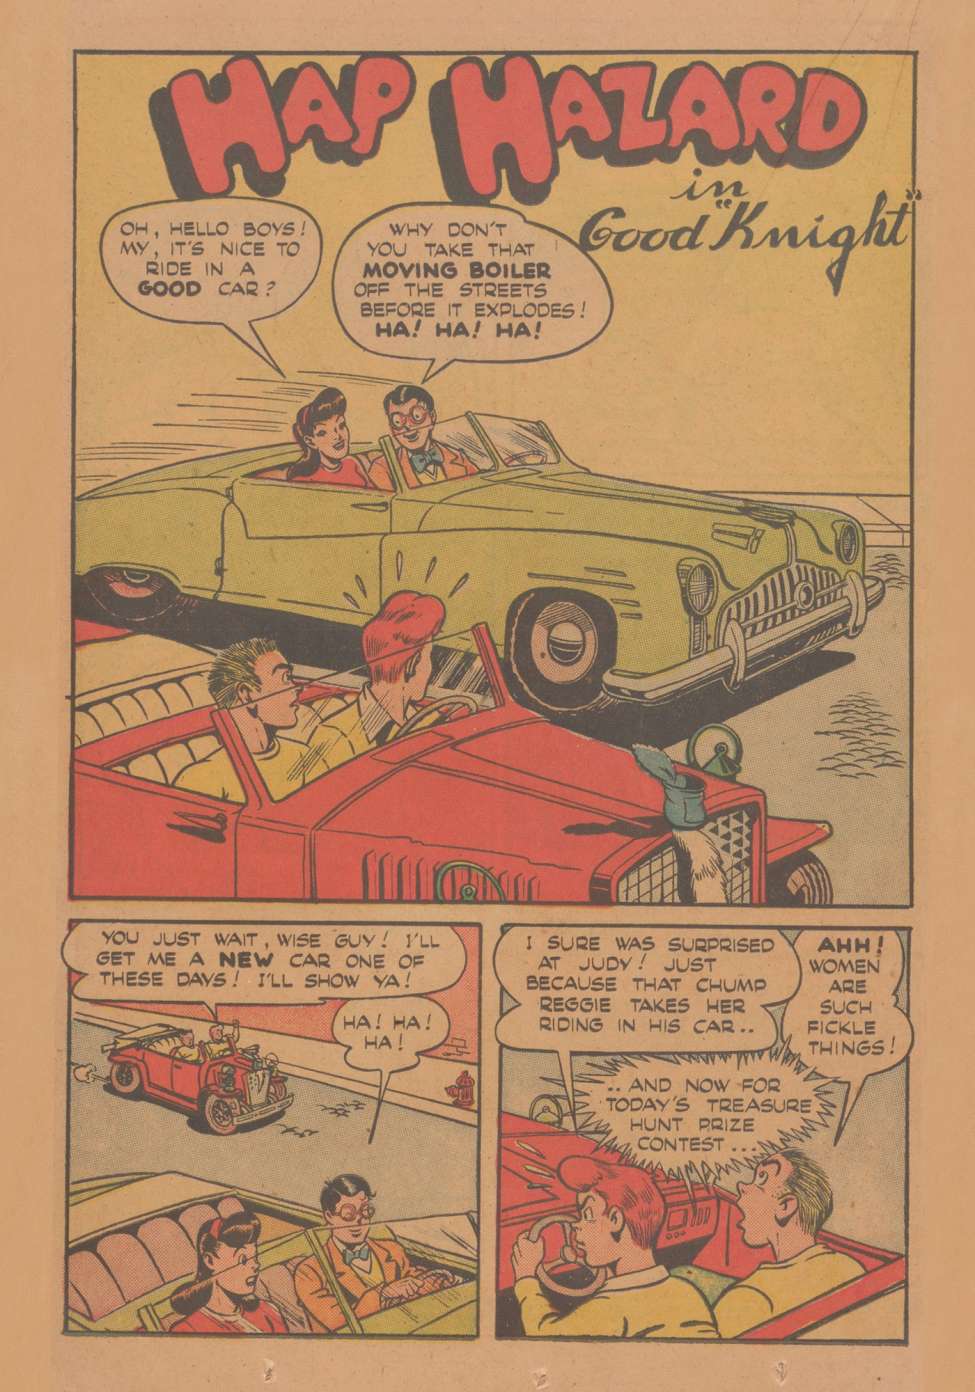 HAP HAZARD
in
Good "Knight"
OH, HELLO BOYS!
MY, IT'S NICE TO
RIDE IN A
GOOD CAR?
WHY DON'T
YOU TAKE THAT
MOVING BOILER
OFF THE STREETS
BEFORE IT EXPLODES!
HA! HA! HA!
YOU JUST WAIT, WISE GUY! I'LL
GET ME A NEW CAR ONE OF
THESE DAYS! I'LL SHOW YA!
HA! HA!
HA!
I SURE WAS SURPRISED
AT JUDY! JUST
BECAUSE THAT CHUMP
REGGIE TAKES HER
RIDING IN HIS CAR..
AHH!
WOMEN
ARE
SUCH
FICKLE
THINGS!
..AND NOW FOR
TODAY'S TREASURE
HUNT PRIZE
CONTEST...